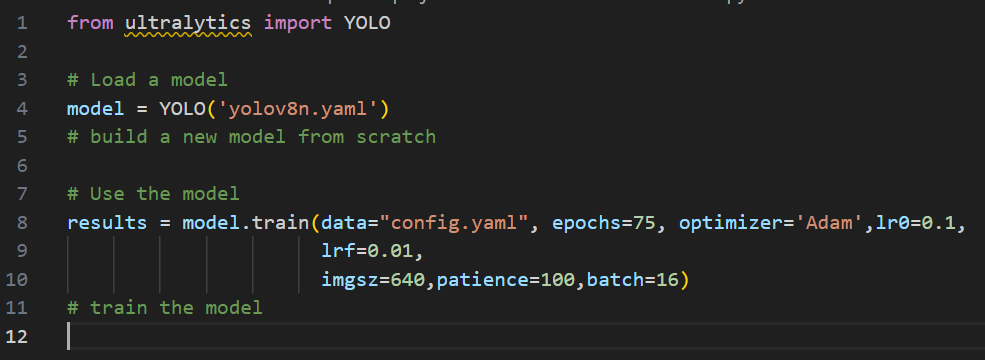 1 from ultralytics import YOLO
2
3 # Load a model
4 model = YOLO('yolov8n.yaml')
5 # build a new model from scratch
6
7 # Use the model
8 results = model.train(data="config.yaml", epochs=75, optimizer='Adam',lr0=0.1,
9 lrf=0.01,
10 imgsz=640,patience=100,batch=16)
11 # train the model
12